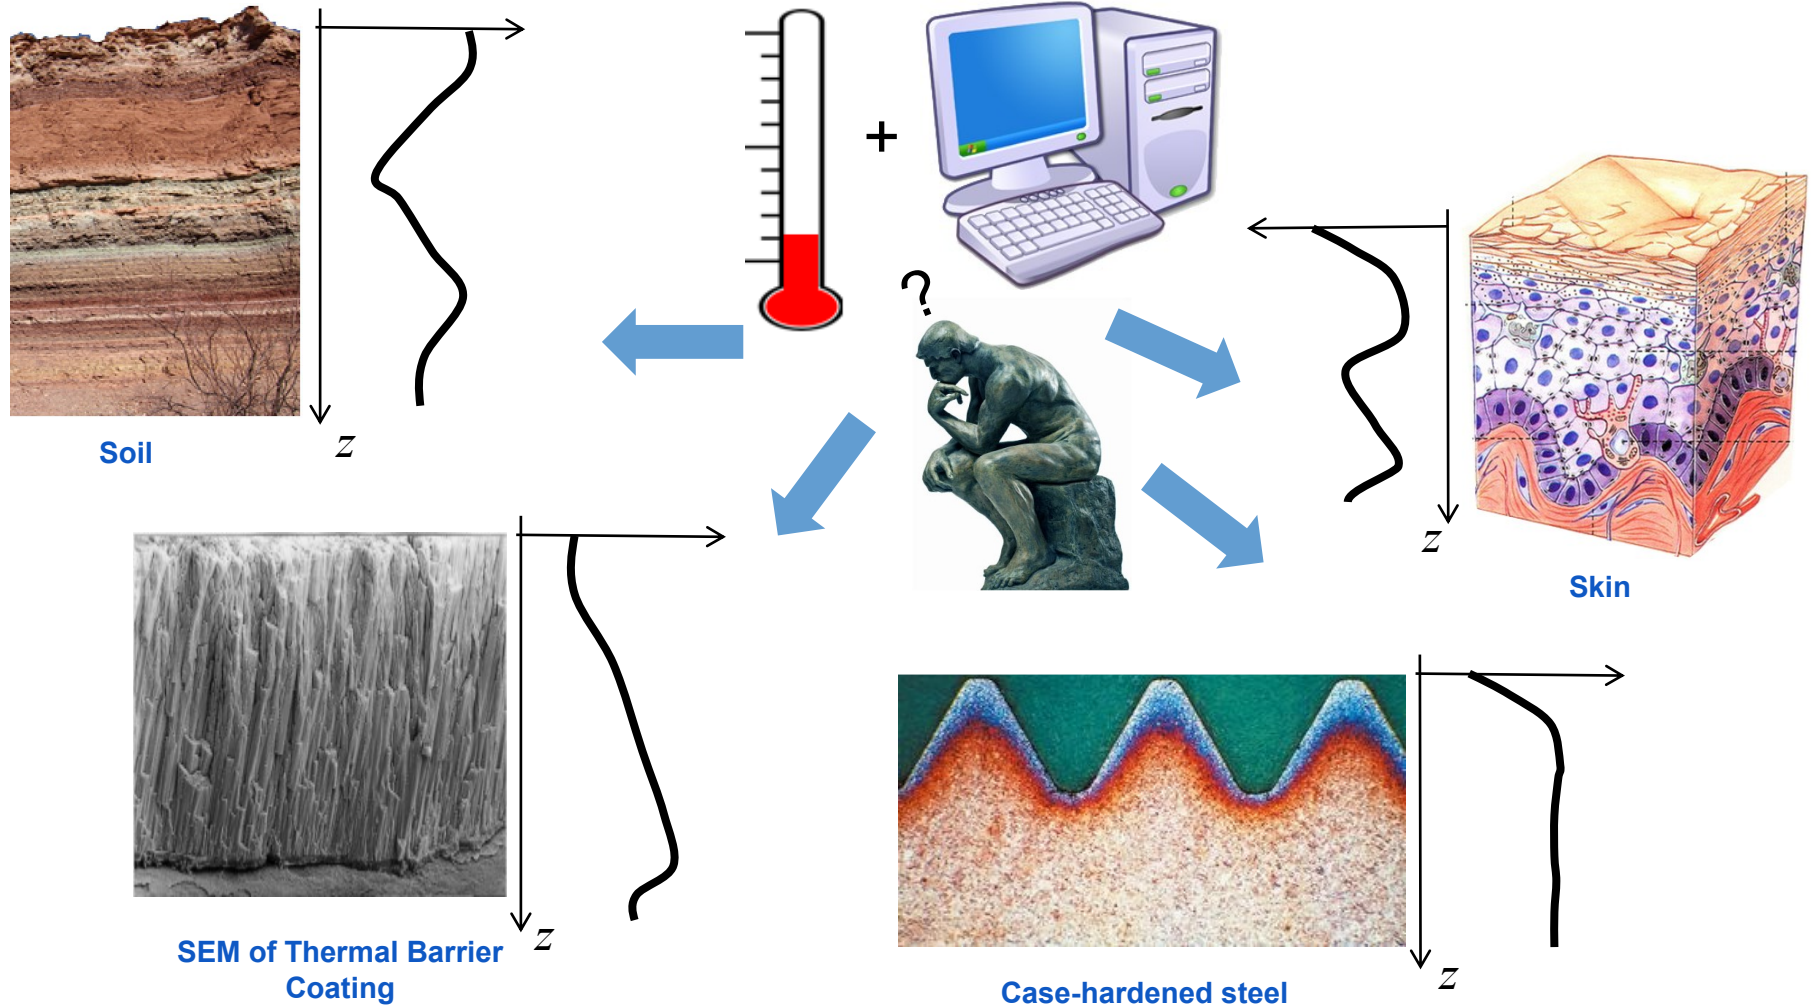 +
?
z
Soil
z
Skin
z
SEM of Thermal Barrier
Coating
z
Case-hardened steel